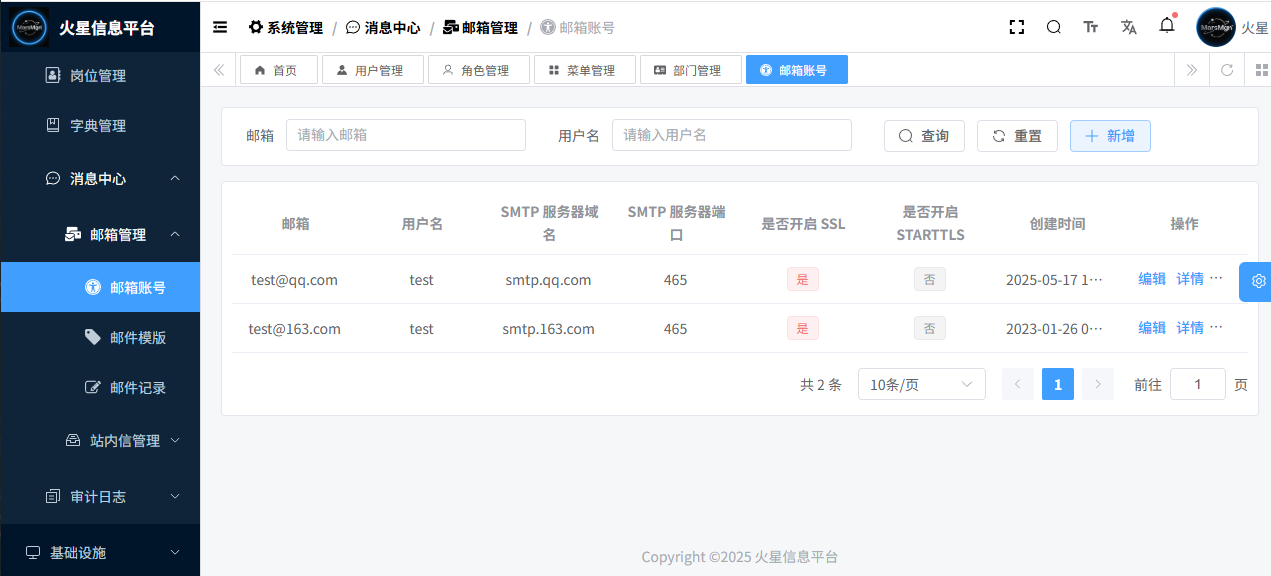 火星信息平台
岗位管理
字典管理
消息中心
邮箱管理
邮箱账号
邮件模版
邮件记录
站内信管理
审计日志
基础设施
系统管理 / 消息中心 / 邮箱管理 / 邮箱账号
火星
首页 用户管理 角色管理 菜单管理 部门管理 邮箱账号
邮箱 请输入邮箱 用户名 请输入用户名 查询 重置 新增
邮箱 用户名 SMTP 服务器域名 SMTP 服务器端口 是否开启 SSL 是否开启 STARTTLS 创建时间 操作
test@qq.com test smtp.qq.com 465 是 否 2025-05-17 1… 编辑 详情 …
test@163.com test smtp.163.com 465 是 否 2023-01-26 0… 编辑 详情 …
共 2 条 10条/页 1 前往 1 页
Copyright ©2025 火星信息平台